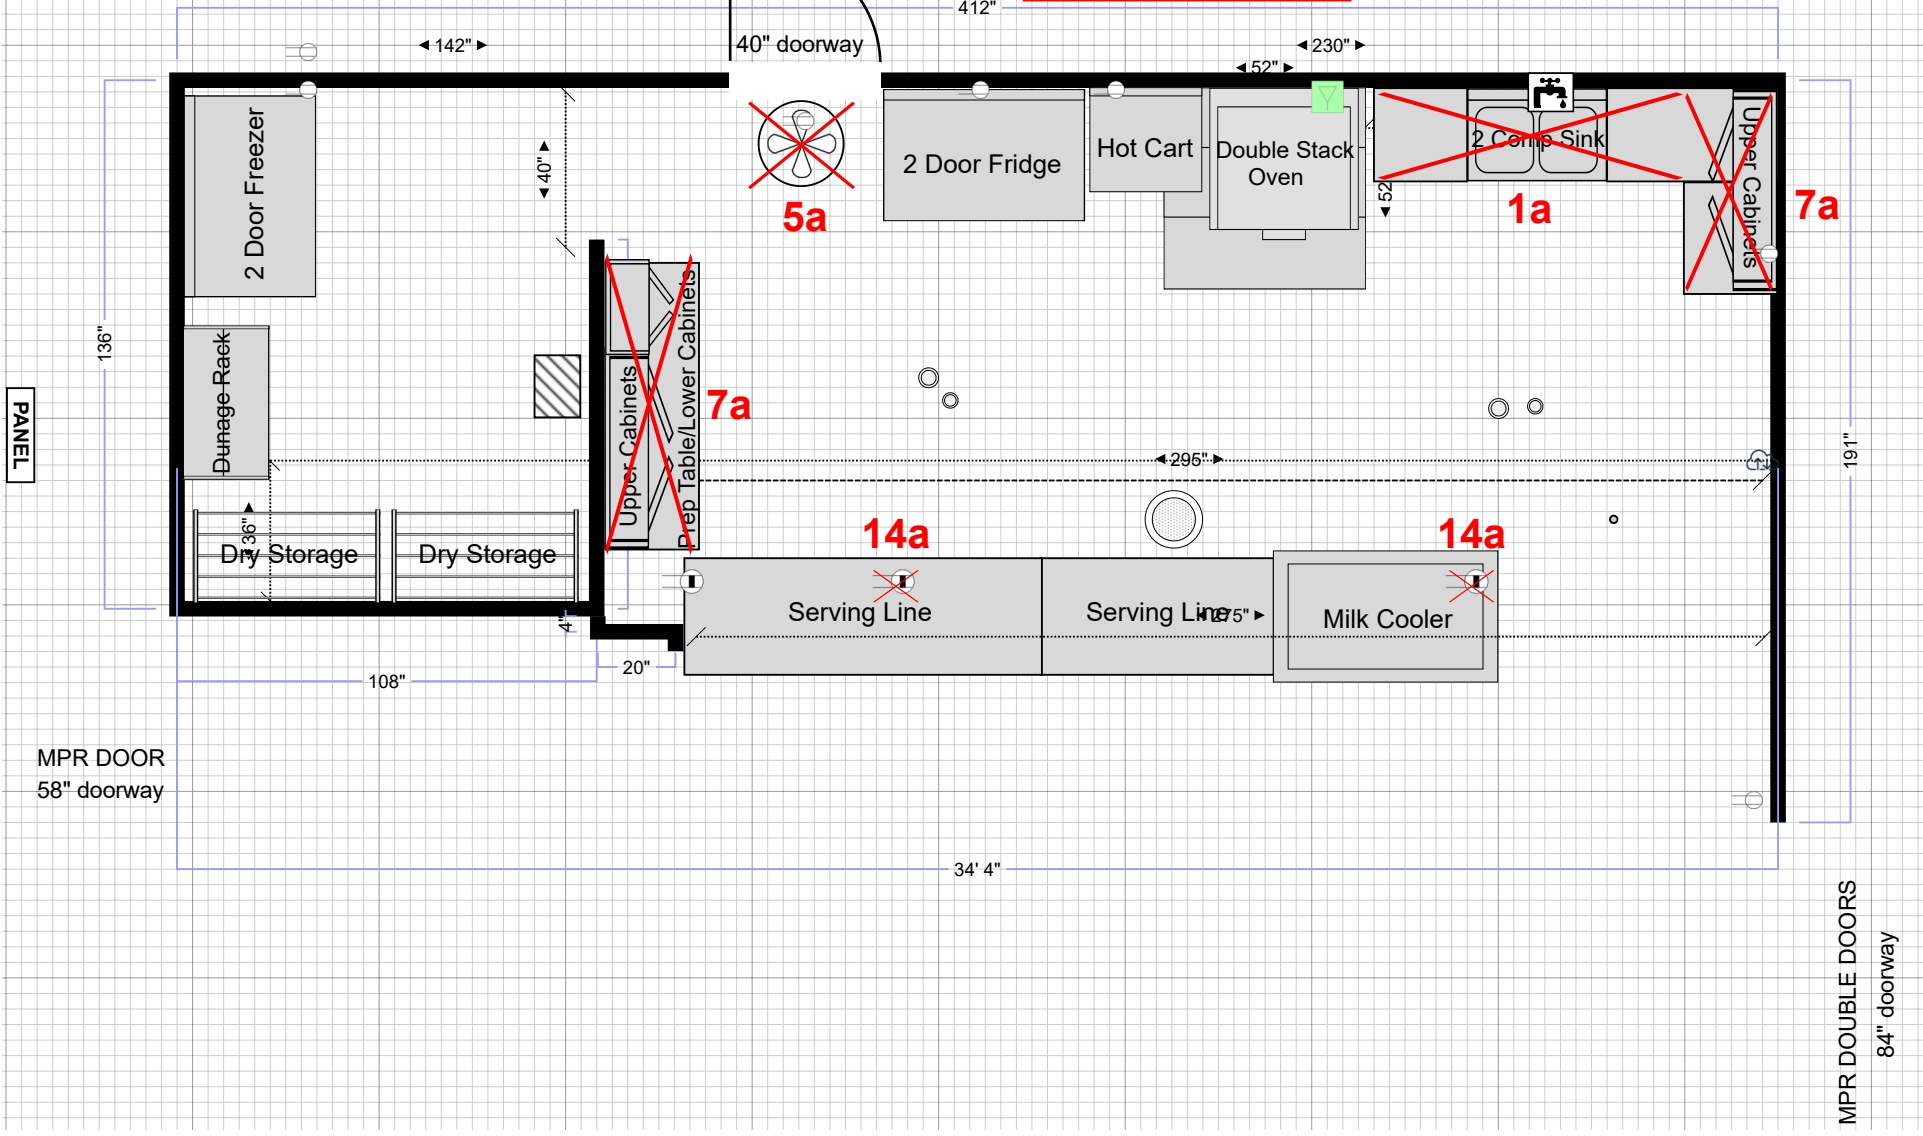 412"
142"
40" doorway
230"
52"
2 Door Freezer
40"
5a
2 Door Fridge
Hot Cart
Double Stack
Oven
52
2 Comp Sink
1a
Upper Cabinets
7a
136"
PANEL
Dunage Rack
Upper Cabinets
Prep Table/Lower Cabinets
7a
295"
191"
36"
Dry Storage
Dry Storage
14a
14a
Serving Line
Serving Line
275"
Milk Cooler
4"
20"
108"
MPR DOOR
58" doorway
34' 4"
MPR DOUBLE DOORS
84" doorway